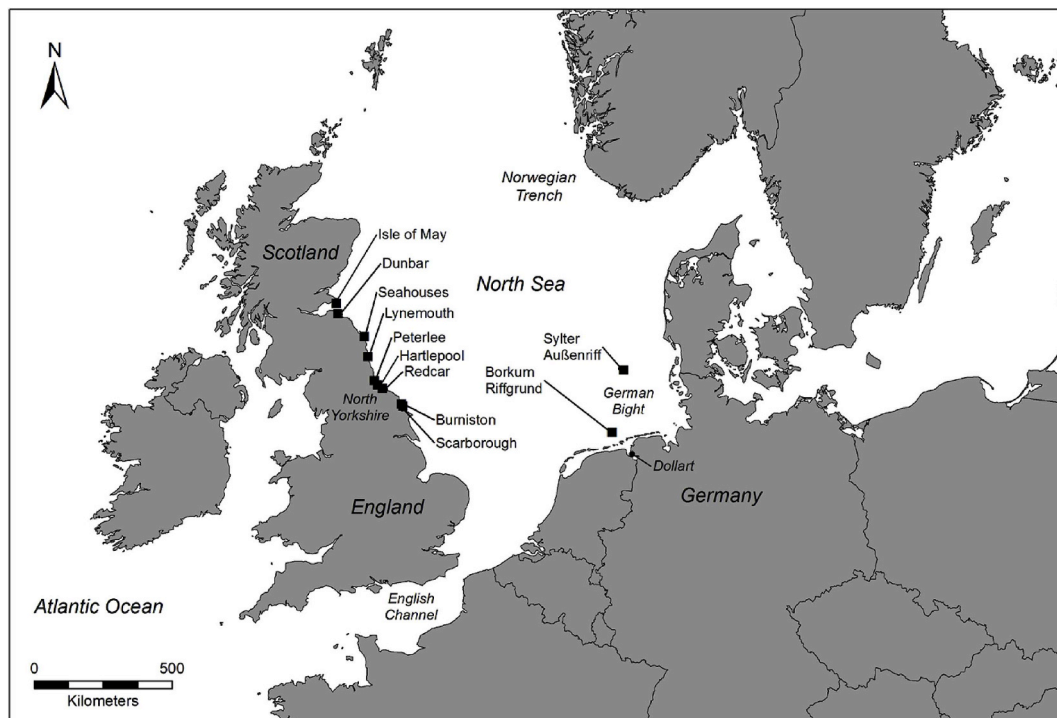 N
Norwegian
Trench
Isle of May
Scotland
Dunbar
North Sea
Seahouses
Lynemouth
Peterlee
Hartlepool
Redcar
Sylter
Außenriff
Borkum
Riffgrund
German
Bight
North
Yorkshire
Burniston
Scarborough
Dollart
England
Germany
English
Channel
Atlantic Ocean
0 500
Kilometers